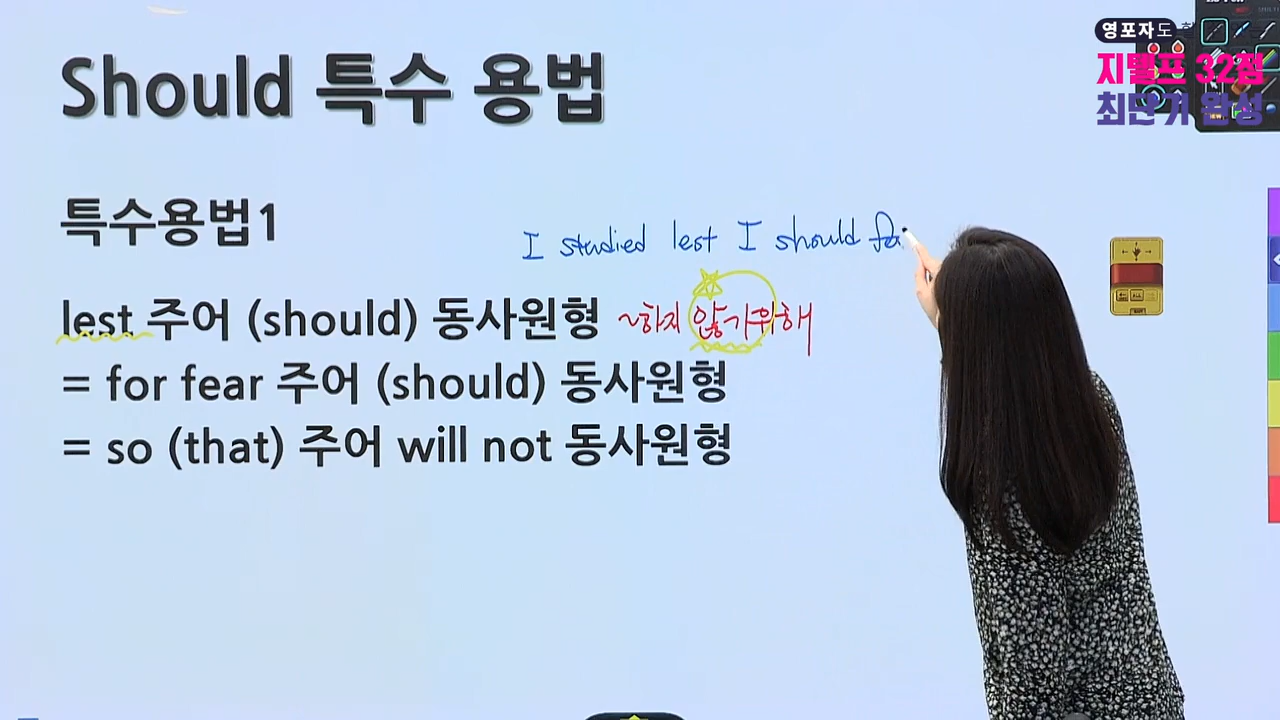 영포자도
지텔프 32점
최단기 완성
Should 특수 용법
특수용법1
I studied lest I should fa
lest 주어 (should) 동사원형 ~하지 않기위해
= for fear 주어 (should) 동사원형
= so (that) 주어 will not 동사원형